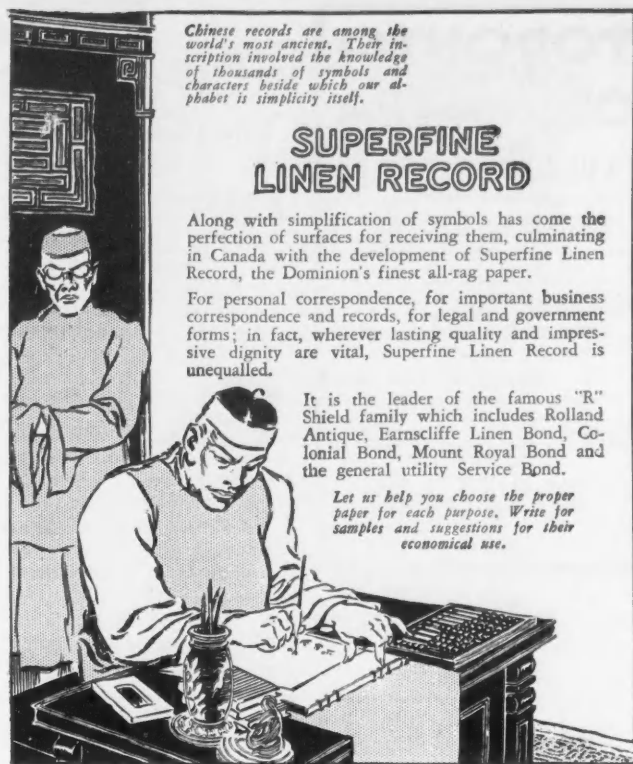 Chinese records are among the
world's most ancient. Their in-
scription involved the knowledge
of thousands of symbols and
characters beside which our al-
phabet is simplicity itself.
SUPERFINE
LINEN RECORD
Along with simplification of symbols has come the
perfection of surfaces for receiving them, culminating
in Canada with the development of Superfine Linen
Record, the Dominion's finest all-rag paper.
For personal correspondence, for important business
correspondence and records, for legal and government
forms; in fact, wherever lasting quality and impres-
sive dignity are vital, Superfine Linen Record is
unequalled.
It is the leader of the famous "R"
Shield family which includes Rolland
Antique, Earnscliffe Linen Bond, Co-
lonial Bond, Mount Royal Bond and
the general utility Service Bond.
Let us help you choose the proper
paper for each purpose. Write for
samples and suggestions for their
economical use.